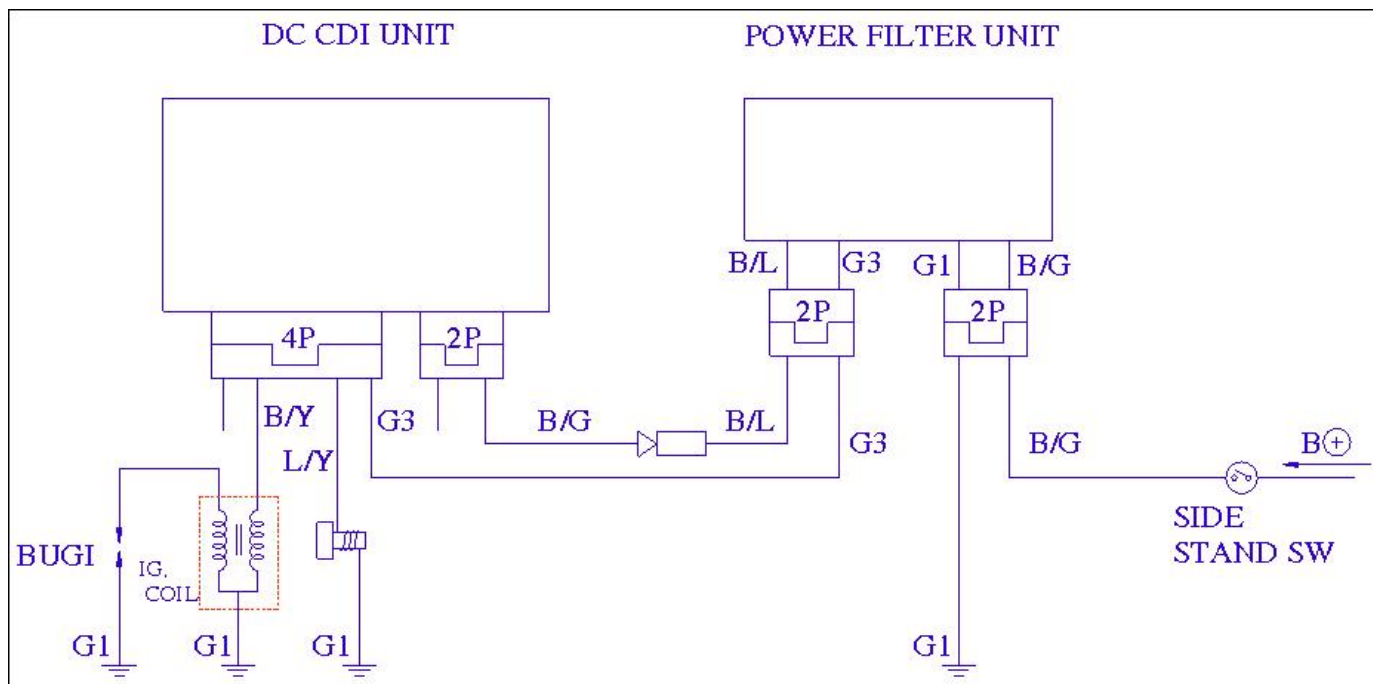 DC CDI UNIT
POWER FILTER UNIT
B/L
G3
G1
B/G
4P
2P
2P
2P
B/Y
G3
B/G
B/L
L/Y
G3
B/G
B⊕
SIDE
STAND SW
BUGI
IG.
COIL
G1
G1
G1
G1